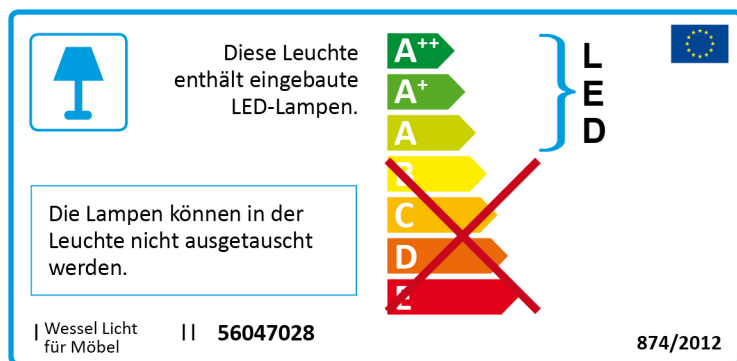 Diese Leuchte
enthält eingebaute
LED-Lampen.
A++
A+
A
B
C
D
E
L
E
D
Die Lampen können in der
Leuchte nicht ausgetauscht
werden.
I Wessel Licht
für Möbel
II 56047028
874/2012